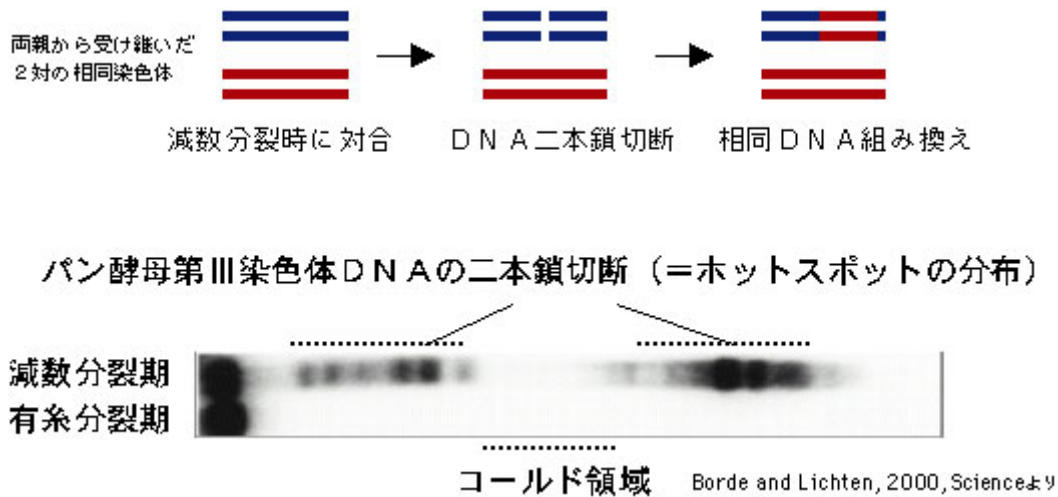 両親から受け継いだ
２対の相同染色体
減数分裂時に対合
ＤＮＡ二本鎖切断
相同ＤＮＡ組み換え
パン酵母第Ⅲ染色体ＤＮＡの二本鎖切断（＝ホットスポットの分布）
減数分裂期
有糸分裂期
コールド領域
Borde and Lichten, 2000, Scienceより